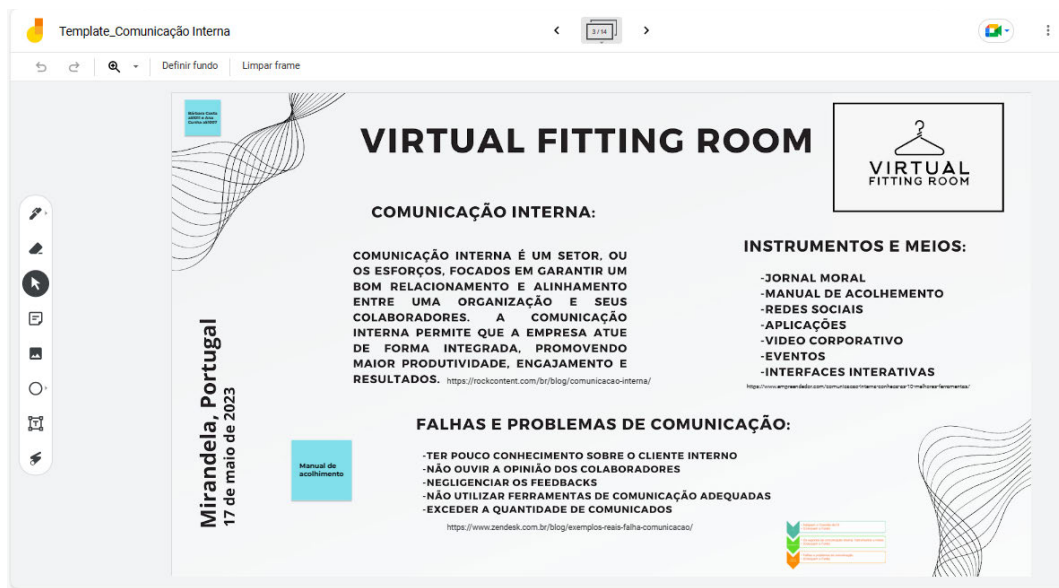 Template_Comunicação Interna
3 / 14
Definir fundo
Limpar frame
VIRTUAL FITTING ROOM
VIRTUAL
FITTING ROOM
COMUNICAÇÃO INTERNA:
COMUNICAÇÃO INTERNA É UM SETOR, OU
OS ESFORÇOS, FOCADOS EM GARANTIR UM
BOM RELACIONAMENTO E ALINHAMENTO
ENTRE UMA ORGANIZAÇÃO E SEUS
COLABORADORES. A COMUNICAÇÃO
INTERNA PERMITE QUE A EMPRESA ATUE
DE FORMA INTEGRADA, PROMOVENDO
MAIOR PRODUTIVIDADE, ENGAJAMENTO E
RESULTADOS. https://rockcontent.com/br/blog/comunicacao-interna/
INSTRUMENTOS E MEIOS:
-JORNAL MORAL
-MANUAL DE ACOLHEMENTO
-REDES SOCIAIS
-APLICAÇÕES
-VIDEO CORPORATIVO
-EVENTOS
-INTERFACES INTERATIVAS
Mirandela, Portugal
17 de maio de 2023
Manual de
acolhimento
FALHAS E PROBLEMAS DE COMUNICAÇÃO:
-TER POUCO CONHECIMENTO SOBRE O CLIENTE INTERNO
-NÃO OUVIR A OPINIÃO DOS COLABORADORES
-NEGLIGENCIAR OS FEEDBACKS
-NÃO UTILIZAR FERRAMENTAS DE COMUNICAÇÃO ADEQUADAS
-EXCEDER A QUANTIDADE DE COMUNICADOS
https://www.zendesk.com.br/blog/exemplos-reais-falha-comunicacao/